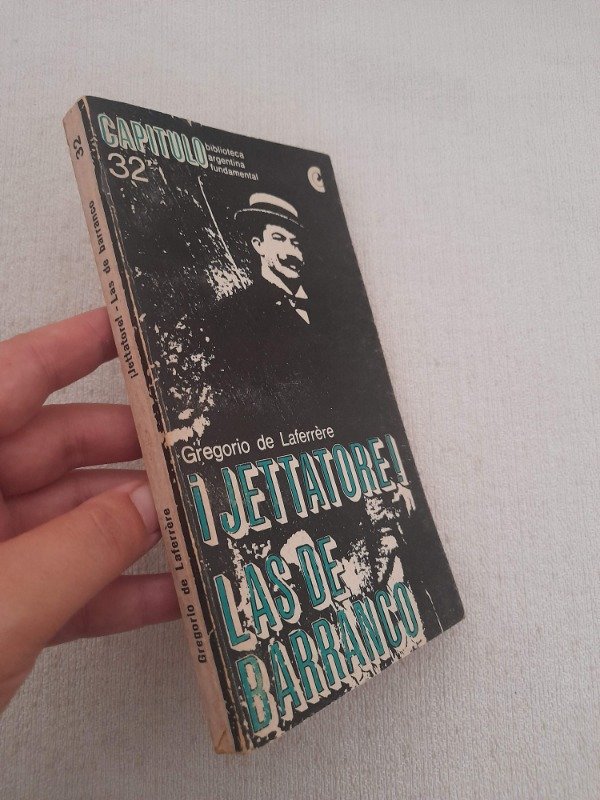 CAPITULO
32
biblioteca
argentina
fundamental
Gregorio de Laferrère
¡JETTATORE!
LAS DE
BARRANCO
32
¡Jettatore! - Las de barranco
Gregorio de Laferrère